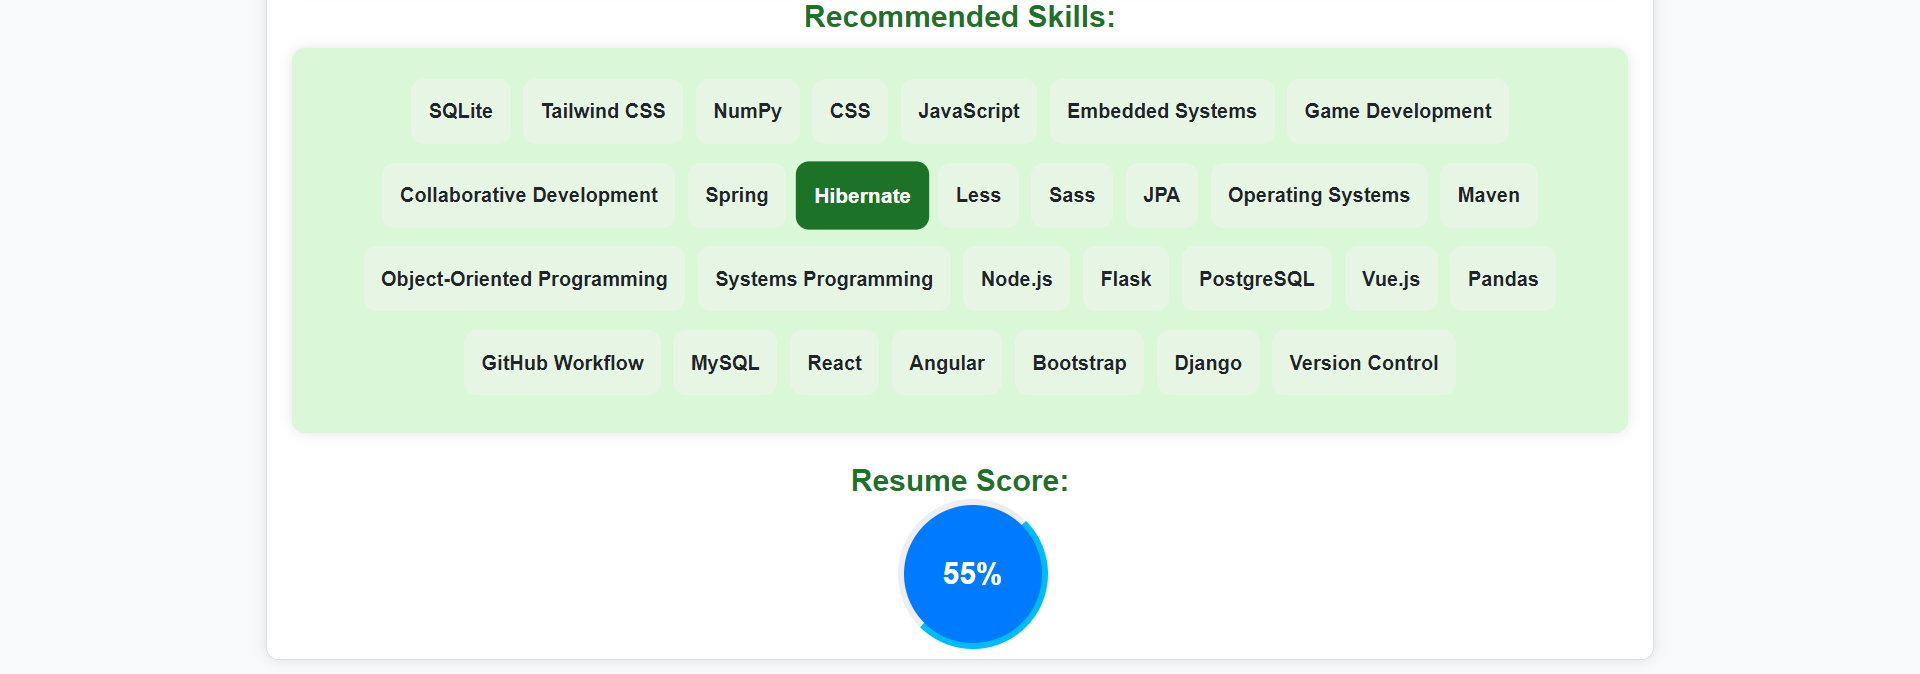 Recommended Skills:
SQLite Tailwind CSS NumPy CSS JavaScript Embedded Systems Game Development
Collaborative Development Spring Hibernate Less Sass JPA Operating Systems Maven
Object-Oriented Programming Systems Programming Node.js Flask PostgreSQL Vue.js Pandas
GitHub Workflow MySQL React Angular Bootstrap Django Version Control
Resume Score:
55%